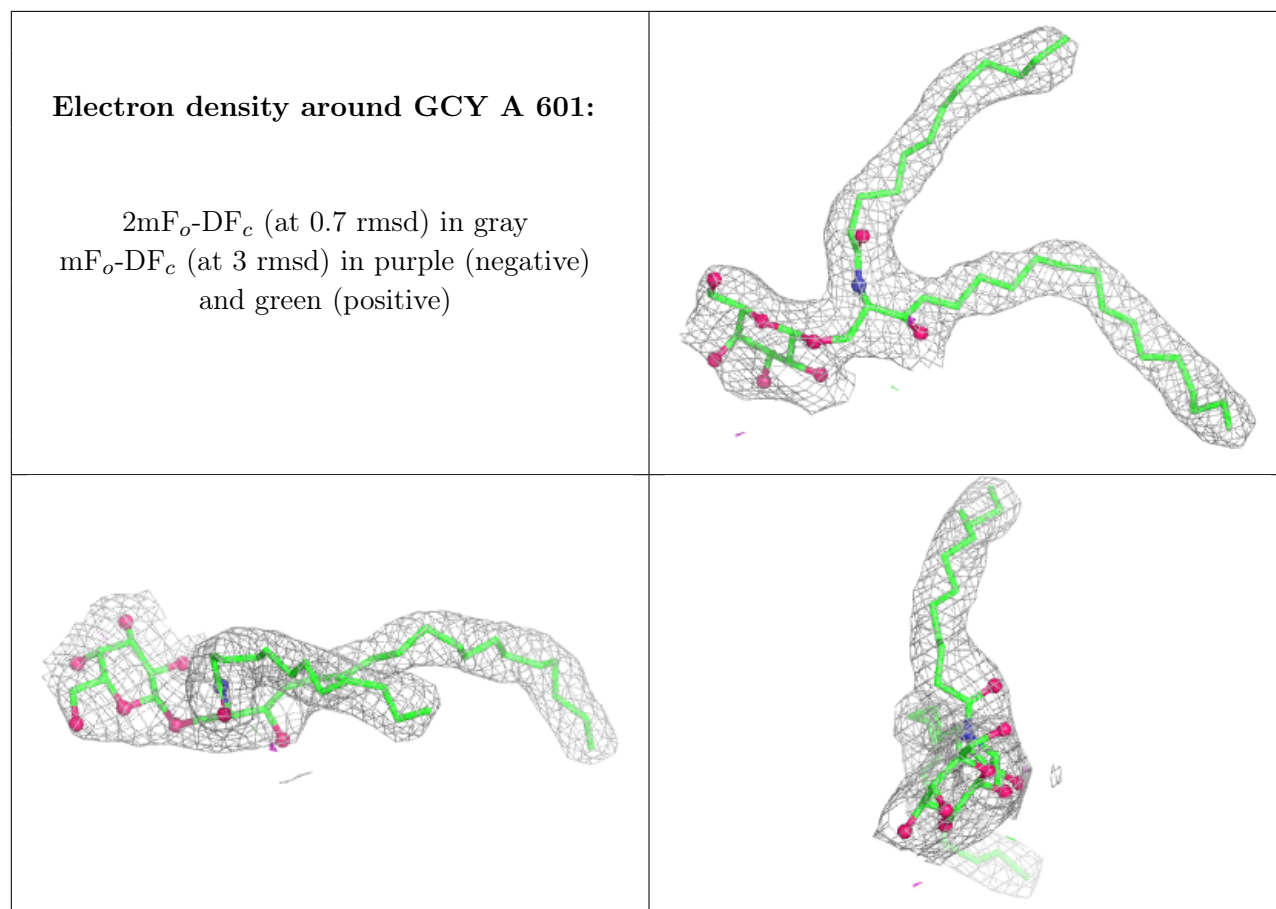 Electron density around GCY A 601:
2mFo-DFc (at 0.7 rmsd) in gray
mFo-DFc (at 3 rmsd) in purple (negative)
and green (positive)